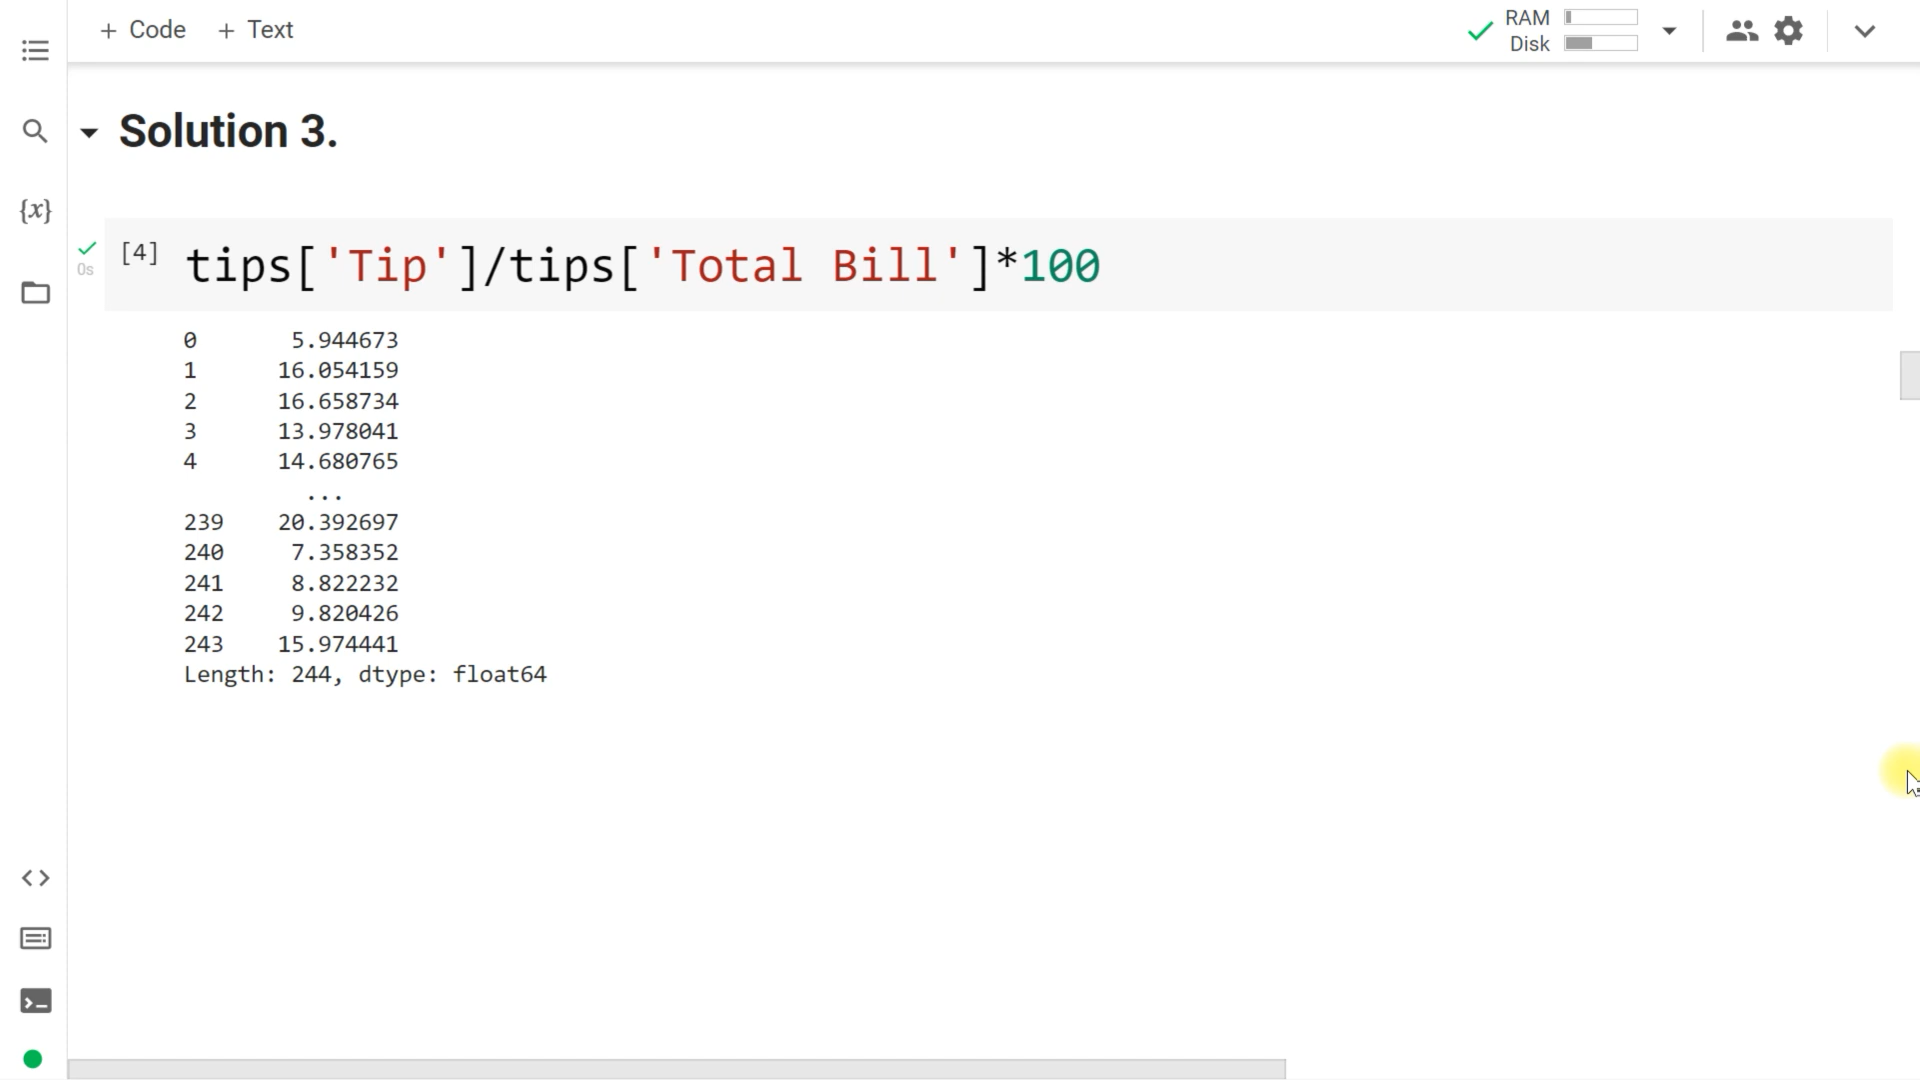 + Code + Text
RAM
Disk
Solution 3.
{x}
0s
[4] tips['Tip']/tips['Total Bill']*100
0 5.944673
1 16.054159
2 16.658734
3 13.978041
4 14.680765
...
239 20.392697
240 7.358352
241 8.822232
242 9.820426
243 15.974441
Length: 244, dtype: float64